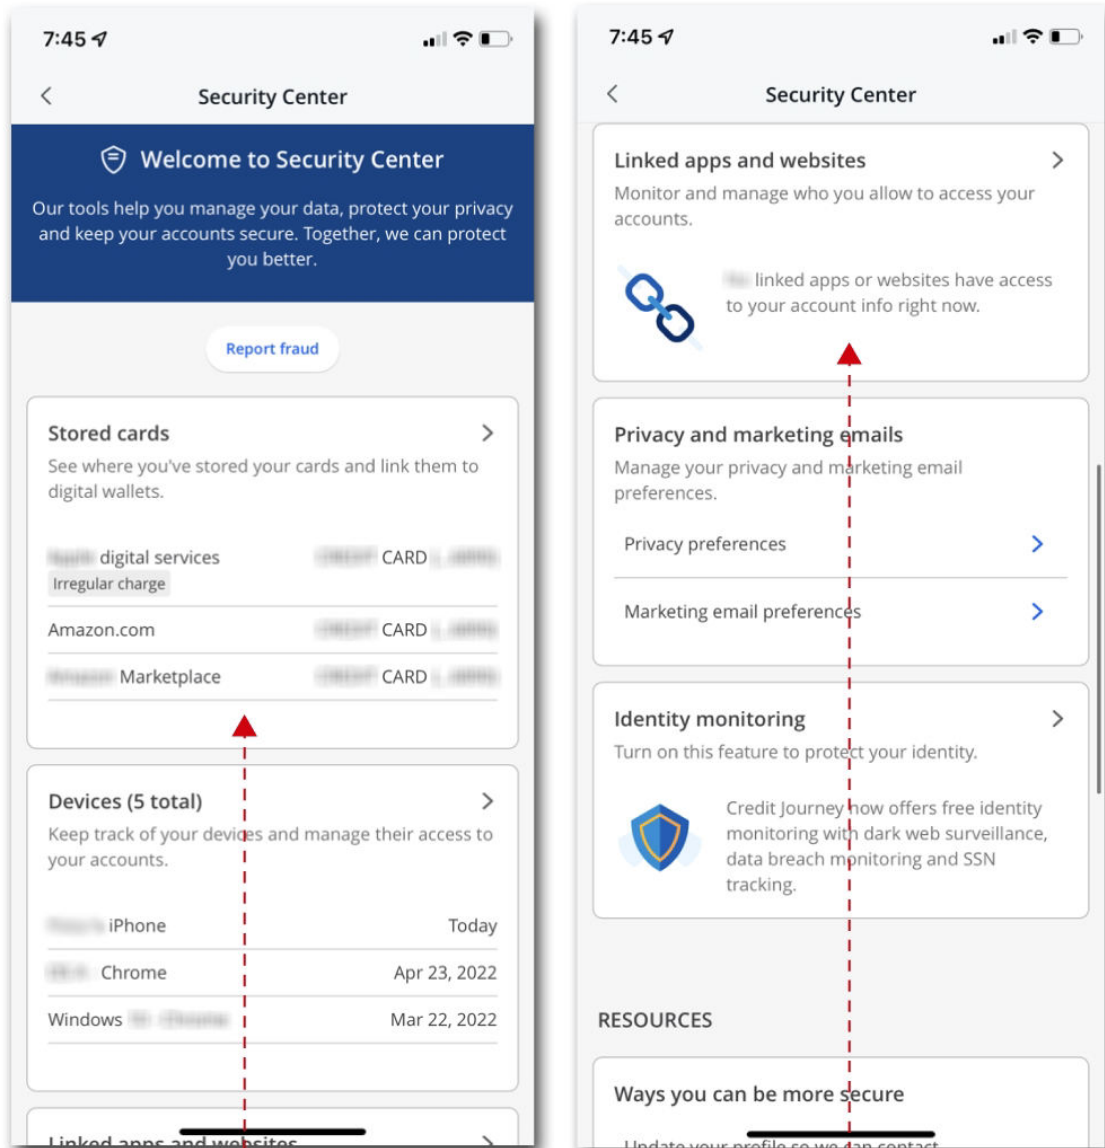 7:45
Security Center
Welcome to Security Center
Our tools help you manage your data, protect your privacy
and keep your accounts secure. Together, we can protect
you better.
Report fraud
Stored cards
See where you've stored your cards and link them to
digital wallets.
digital services CARD
Irregular charge
Amazon.com CARD
Marketplace CARD
Devices (5 total)
Keep track of your devices and manage their access to
your accounts.
iPhone Today
Chrome Apr 23, 2022
Windows Mar 22, 2022
Linked apps and websites
7:45
Security Center
Linked apps and websites
Monitor and manage who you allow to access your
accounts.
linked apps or websites have access
to your account info right now.
Privacy and marketing emails
Manage your privacy and marketing email
preferences.
Privacy preferences
Marketing email preferences
Identity monitoring
Turn on this feature to protect your identity.
Credit Journey now offers free identity
monitoring with dark web surveillance,
data breach monitoring and SSN
tracking.
RESOURCES
Ways you can be more secure
Update your profile so we can contact